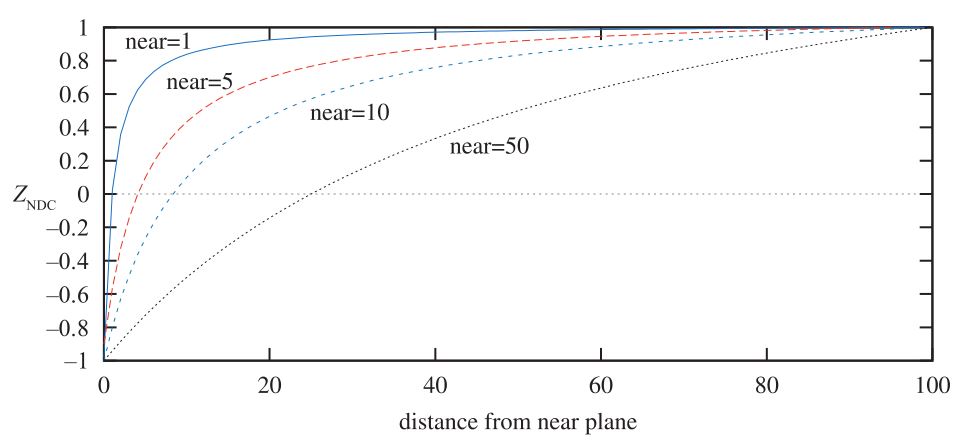 1
near=1
0.8
near=5
0.6
near=10
0.4
near=50
0.2
Z_NDC 0
–0.2
–0.4
–0.6
–0.8
–1
0 20 40 60 80 100
distance from near plane